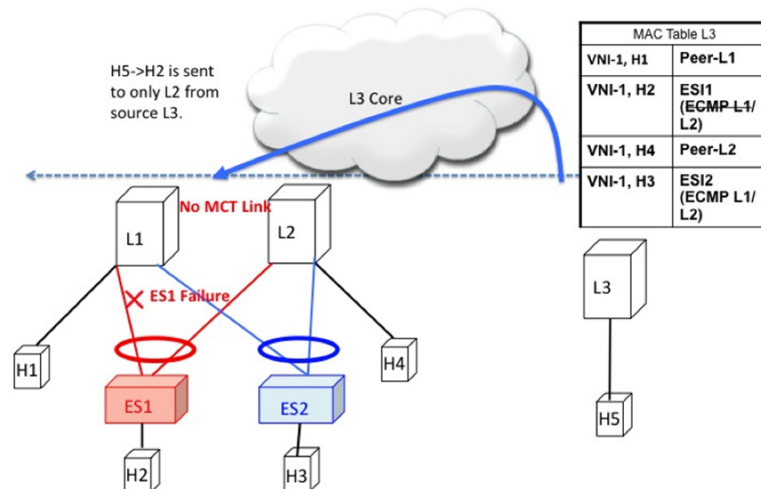 H5->H2 is sent
to only L2 from
source L3.
L3 Core
MAC Table L3
VNI-1, H1 Peer-L1
VNI-1, H2 ESI1
(ECMP L1/
L2)
VNI-1, H4 Peer-L2
VNI-1, H3 ESI2
(ECMP L1/
L2)
No MCT Link
L1
L2
L3
ES1 Failure
H1
H4
ES1
ES2
H5
H2
H3